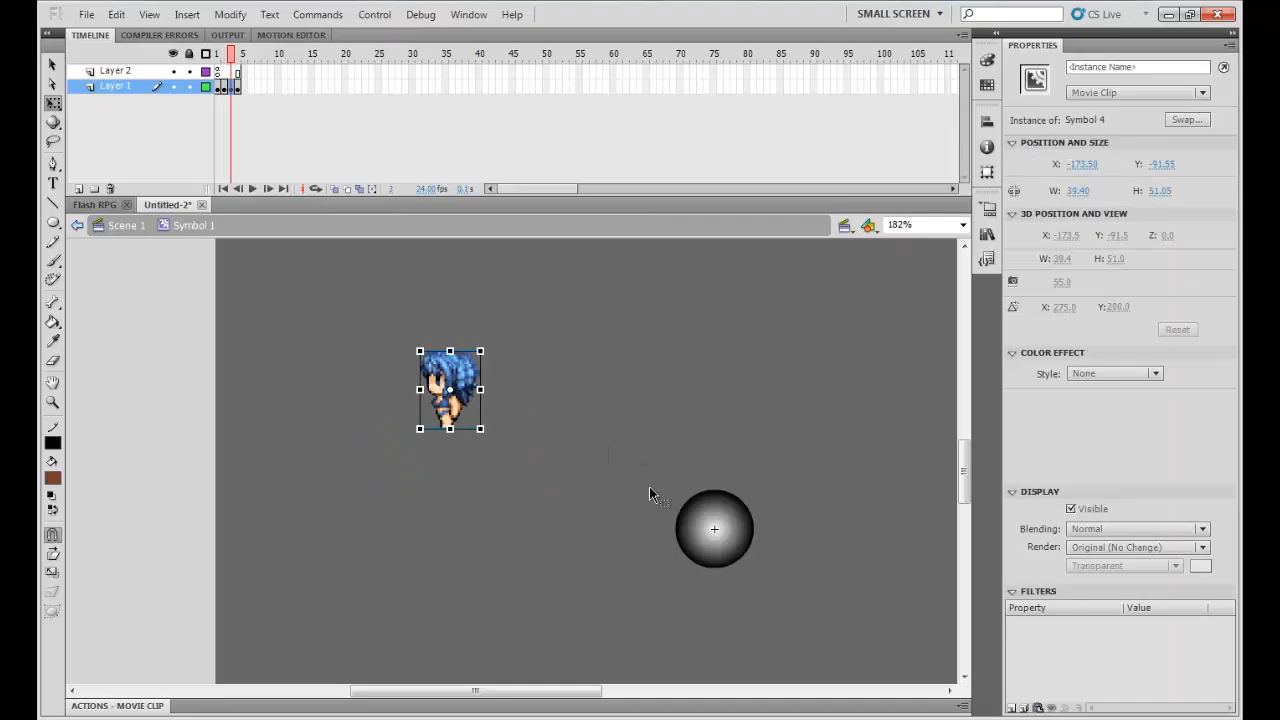 Fl File Edit View Insert Modify Text Commands Control Debug Window Help SMALL SCREEN CS Live
TIMELINE COMPILER ERRORS OUTPUT MOTION EDITOR
1 5 10 15 20 25 30 35 40 45 50 55 60 65 70 75 80 85 90 95 100 105 11
Layer 2
Layer 1
3 24.00 fps 0.1 s
Flash RPG Untitled-2*
Scene 1 Symbol 1 182%
ACTIONS - MOVIE CLIP
PROPERTIES
<Instance Name>
Movie Clip
Instance of: Symbol 4 Swap...
POSITION AND SIZE
X: -173.50 Y: -91.55
W: 39.40 H: 51.05
3D POSITION AND VIEW
X: -173.5 Y: -91.5 Z: 0.0
W: 39.4 H: 51.0
55.0
X: 275.0 Y: 200.0
Reset
COLOR EFFECT
Style: None
DISPLAY
Visible
Blending: Normal
Render: Original (No Change)
Transparent
FILTERS
Property Value